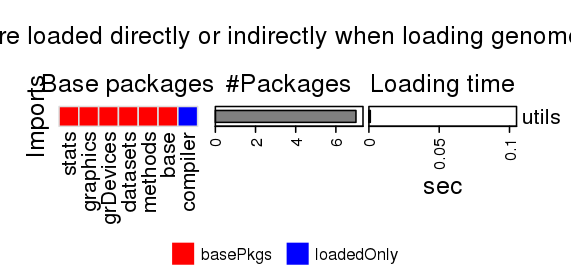 re loaded directly or indirectly when loading genome
Base packages #Packages Loading time
Imports
utils
stats
graphics
grDevices
datasets
methods
base
compiler
0 2 4 6
0 0.05 0.1
sec
basePkgs loadedOnly